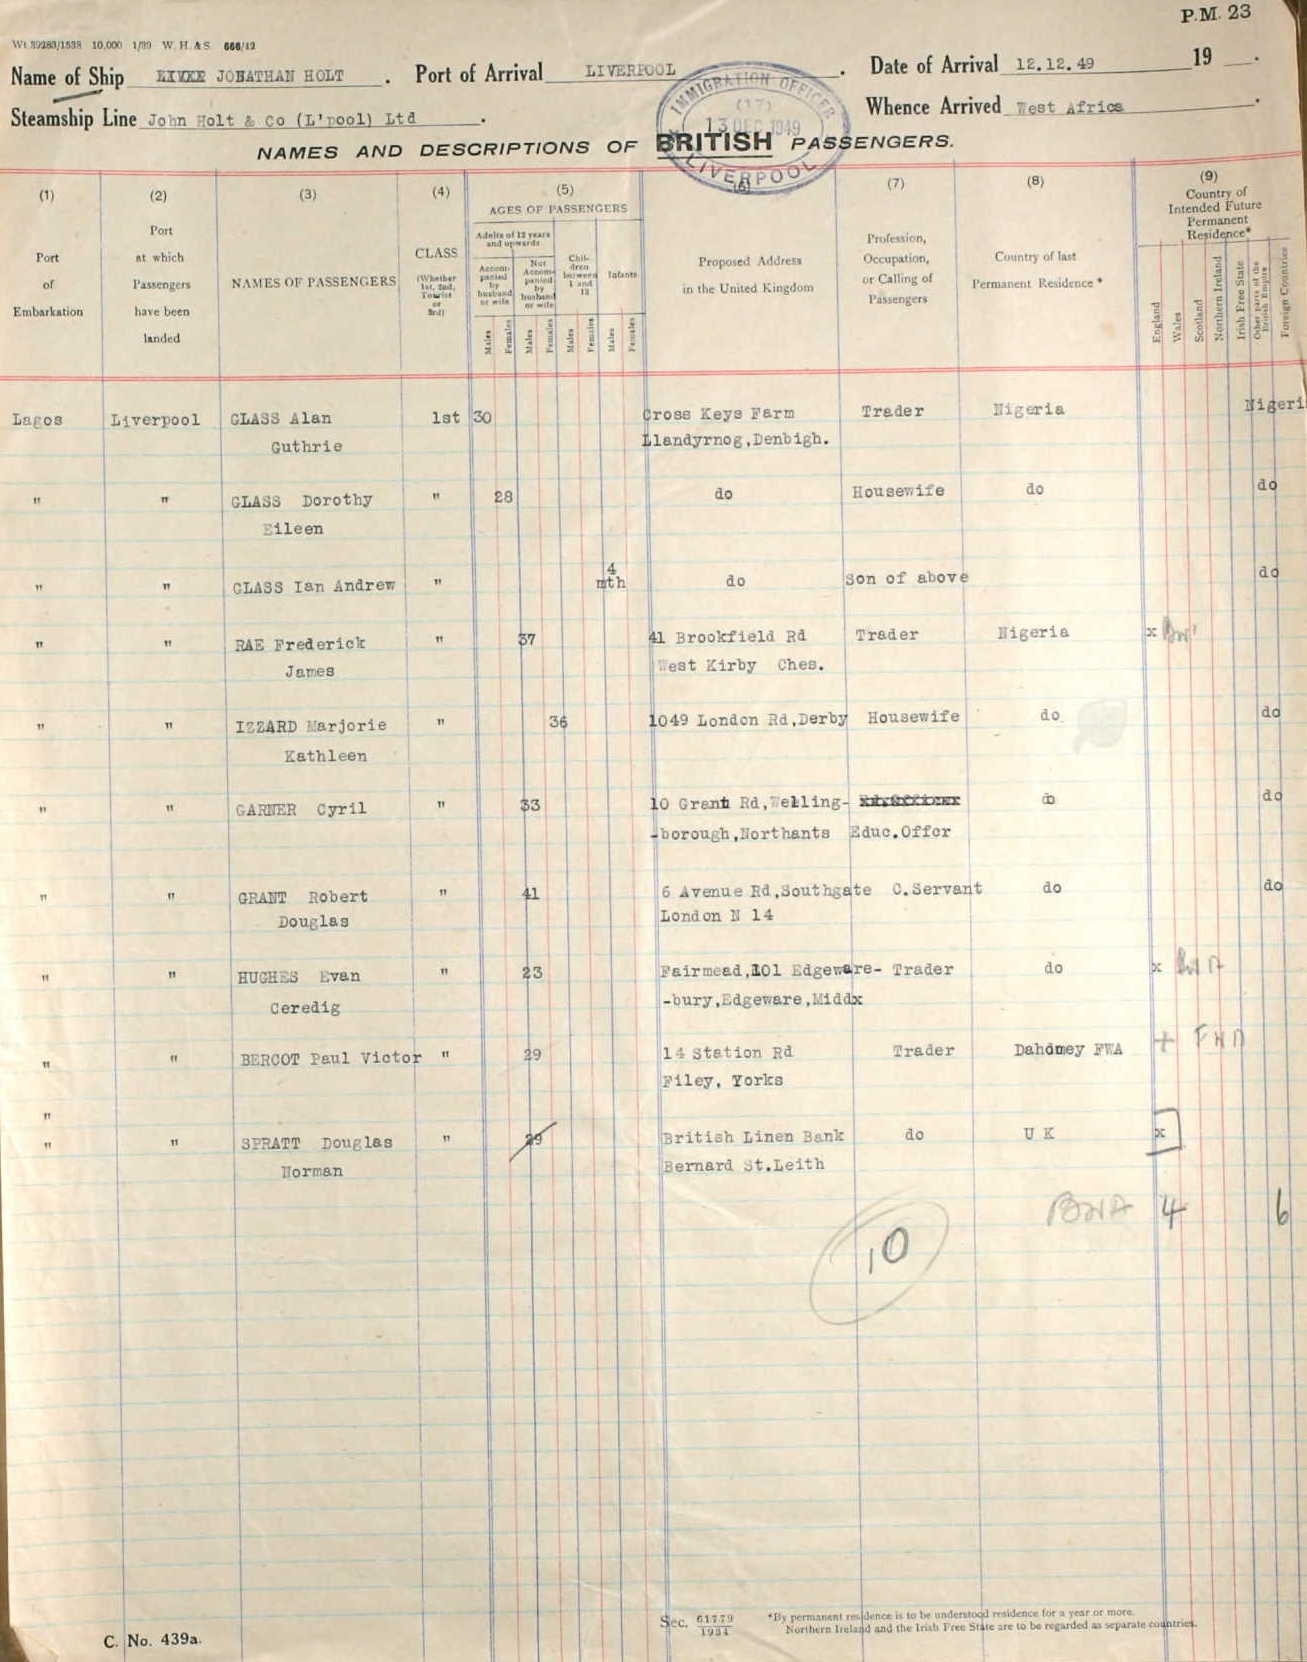 P.M. 23
Wt 39283/1538 10,000 1/39 W. H. & S. 666/12
Name of Ship JONATHAN HOLT . Port of Arrival LIVERPOOL . Date of Arrival 12.12.49 19 .
Steamship Line John Holt & Co (L'pool) Ltd . Whence Arrived West Africa .
IMMIGRATION OFFICER
(17)
13 DEC 1949
LIVERPOOL
NAMES AND DESCRIPTIONS OF BRITISH PASSENGERS.
(1) (2) (3) (4) (5) (6) (7) (8) (9)
Port of Embarkation
Port at which Passengers have been landed
NAMES OF PASSENGERS
CLASS (Whether 1st, 2nd, Tourist or 3rd)
AGES OF PASSENGERS
Adults of 12 years and upwards
Accompanied by husband or wife
Not Accompanied by husband or wife
Children between 1 and 12
Infants
Males Females Males Females Males Females Males Females
Proposed Address in the United Kingdom
Profession, Occupation, or Calling of Passengers
Country of last Permanent Residence *
Country of Intended Future Permanent Residence*
England Wales Scotland Northern Ireland Irish Free State Other parts of the British Empire Foreign Countries
Lagos Liverpool GLASS Alan 1st 30 Cross Keys Farm Trader Nigeria Nigeri
Guthrie Llandyrnog,Denbigh.
" " GLASS Dorothy " 28 do Housewife do do
Eileen
4
" " GLASS Ian Andrew " mth do Son of above do
" " RAE Frederick " 37 41 Brookfield Rd Trader Nigeria x
James West Kirby Ches.
" " IZZARD Marjorie " 36 1049 London Rd,Derby Housewife do do
Kathleen
" " GARNER Cyril " 33 10 Grant Rd,Welling- Ed.Officer do do
-borough,Northants Educ.Offcr
" " GRANT Robert " 41 6 Avenue Rd,Southgate C.Servant do do
Douglas London N 14
" " HUGHES Evan " 23 Fairmead,101 Edgeware- Trader do x BWA
Ceredig -bury,Edgeware,Middx
" " BERCOT Paul Victor " 29 14 Station Rd Trader Dahomey FWA + FWA
Filey, Yorks
"
" " SPRATT Douglas " 29 British Linen Bank do U K x
Norman Bernard St.Leith
BWA 4 6
10
Sec. 61779/1934
*By permanent residence is to be understood residence for a year or more.
Northern Ireland and the Irish Free State are to be regarded as separate countries.
C. No. 439a.